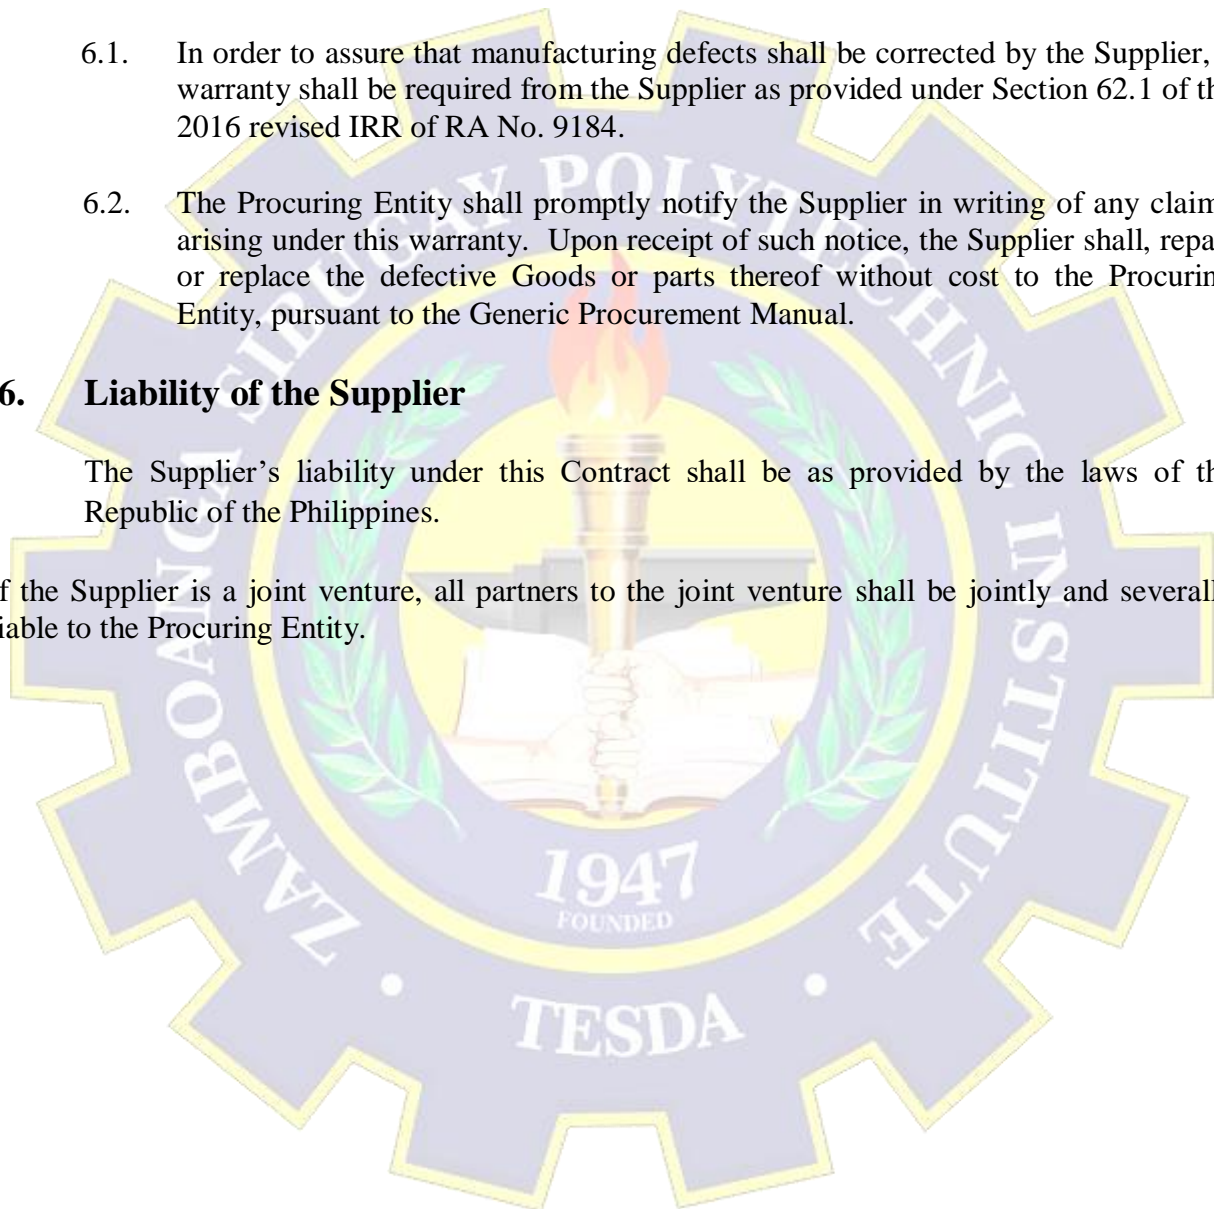 6.1. In order to assure that manufacturing defects shall be corrected by the Supplier,
warranty shall be required from the Supplier as provided under Section 62.1 of th
2016 revised IRR of RA No. 9184.
6.2. The Procuring Entity shall promptly notify the Supplier in writing of any claim
arising under this warranty. Upon receipt of such notice, the Supplier shall, repa
or replace the defective Goods or parts thereof without cost to the Procurin
Entity, pursuant to the Generic Procurement Manual.
6. Liability of the Supplier
The Supplier’s liability under this Contract shall be as provided by the laws of th
Republic of the Philippines.
f the Supplier is a joint venture, all partners to the joint venture shall be jointly and severall
iable to the Procuring Entity.
ZAMBOANGA SIBUGAY POLYTECHNIC INSTITUTE
1947
FOUNDED
• TESDA •